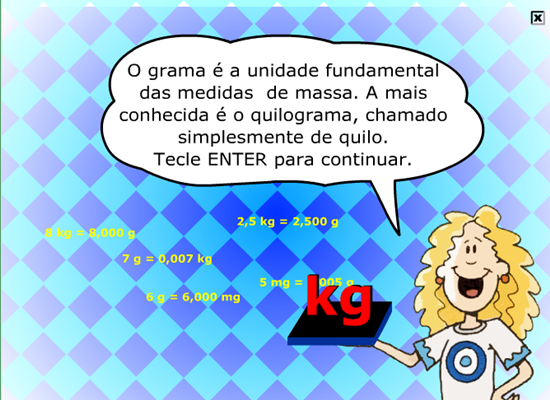 O grama é a unidade fundamental
das medidas de massa. A mais
conhecida é o quilograma, chamado
simplesmente de quilo.
Tecle ENTER para continuar.
2,5 kg = 2,500 g
8 kg = 8,000 g
7 g = 0,007 kg
5 mg = 005 g
6 g = 6,000 mg
kg